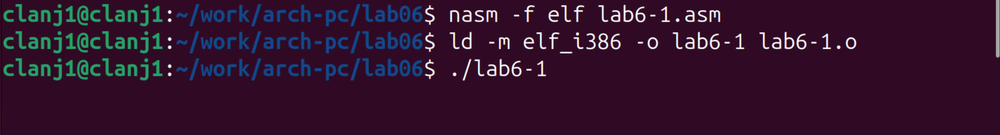 clanj1@clanj1:~/work/arch-pc/lab06$ nasm -f elf lab6-1.asm
clanj1@clanj1:~/work/arch-pc/lab06$ ld -m elf_i386 -o lab6-1 lab6-1.o
clanj1@clanj1:~/work/arch-pc/lab06$ ./lab6-1